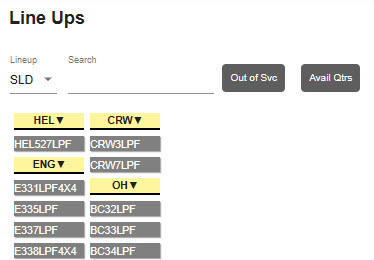 Line Ups
Lineup
Search
SLD
Out of Svc
Avail Qtrs
HEL▼
HEL527LPF
ENG▼
E331LPF4X4
E335LPF
E337LPF
E338LPF4X4
CRW▼
CRW3LPF
CRW7LPF
OH▼
BC32LPF
BC33LPF
BC34LPF